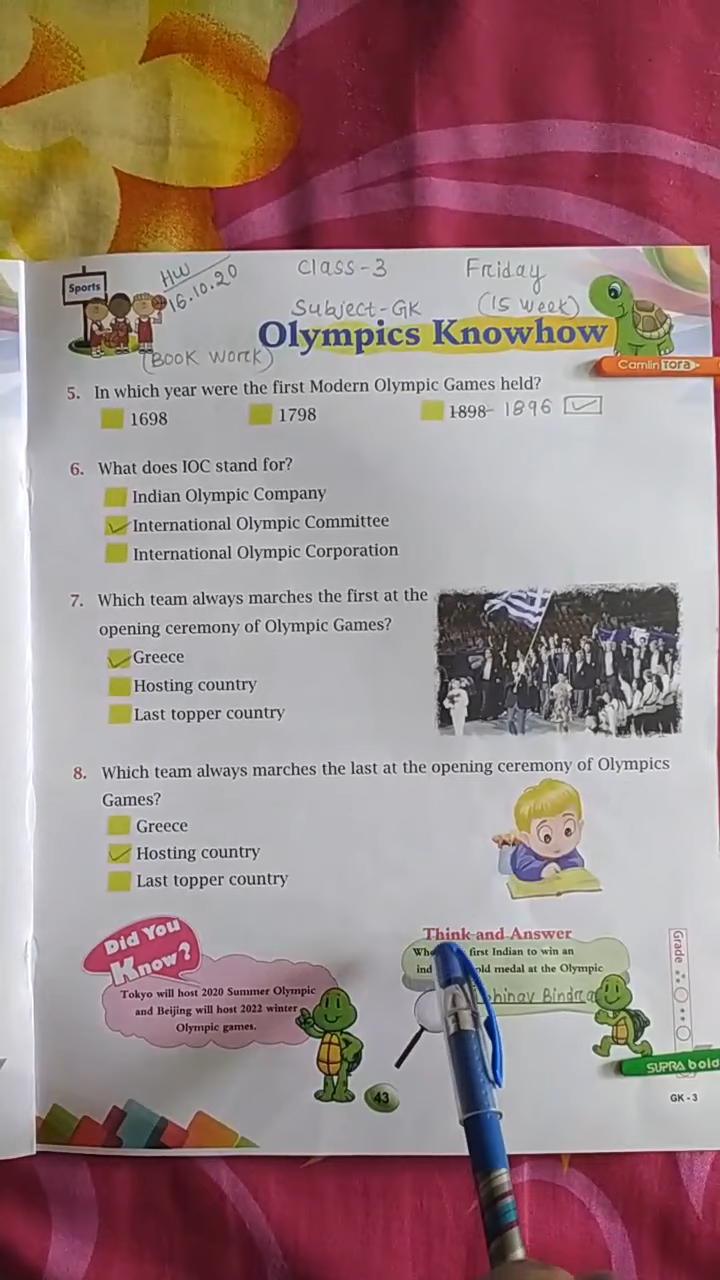 Sports
HW
16.10.20
Class-3
Friday
Subject-GK
(15 week)
Olympics Knowhow
(BOOK WORK)
Camlin TORA
5. In which year were the first Modern Olympic Games held?
1698 1798 1898 1896
6. What does IOC stand for?
Indian Olympic Company
International Olympic Committee
International Olympic Corporation
7. Which team always marches the first at the
opening ceremony of Olympic Games?
Greece
Hosting country
Last topper country
8. Which team always marches the last at the opening ceremony of Olympics
Games?
Greece
Hosting country
Last topper country
Did You
Know?
Tokyo will host 2020 Summer Olympic
and Beijing will host 2022 winter
Olympic games.
Think and Answer
first Indian to win an
medal at the Olympic
Bindra
Grade
SUPRA bold
43
GK - 3